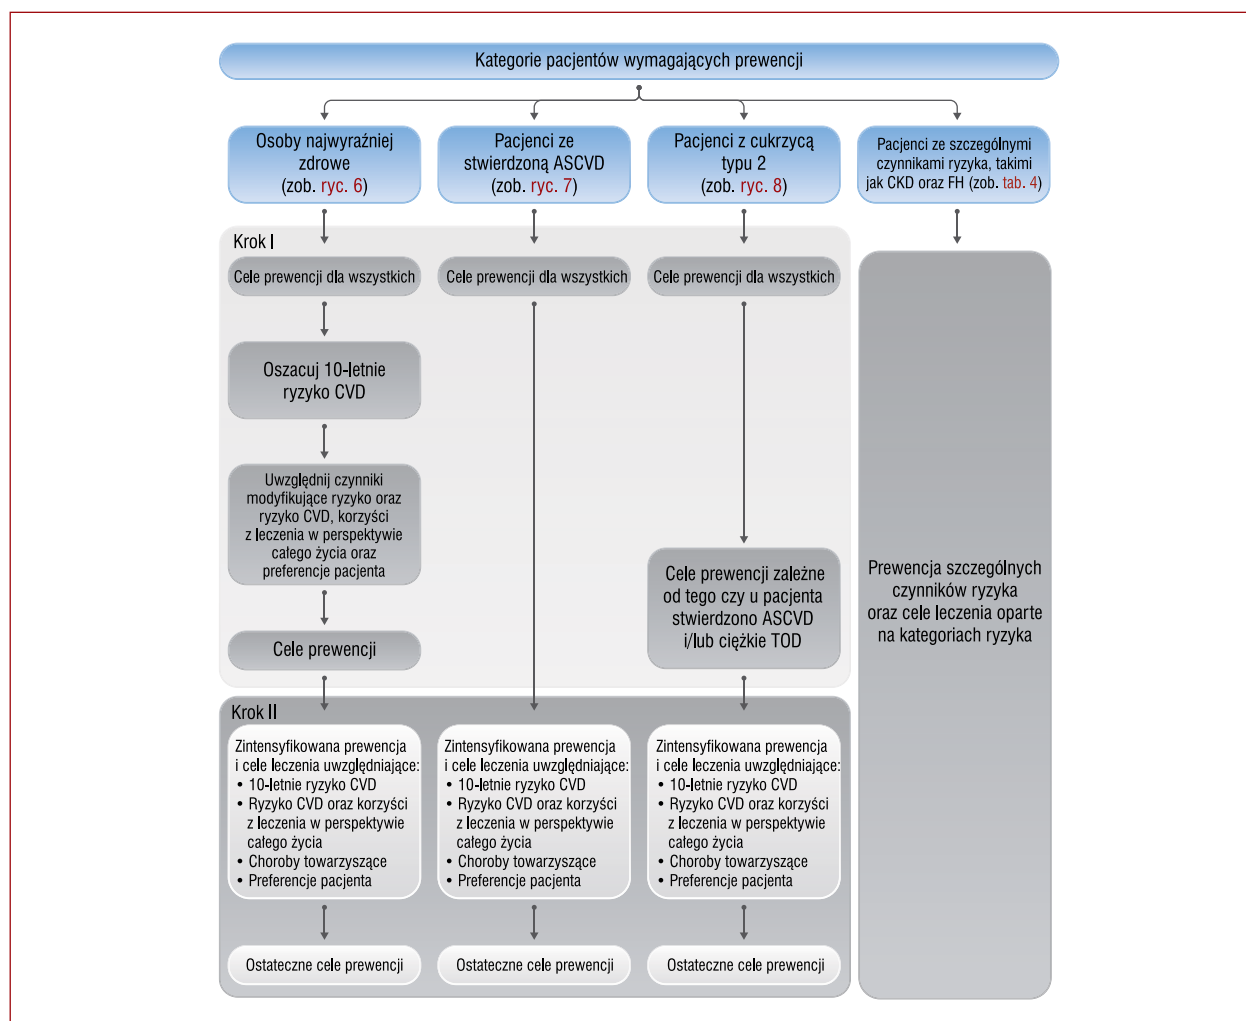 Kategorie pacjentów wymagających prewencji
Osoby najwyraźniej
zdrowe
(zob. ryc. 6)
Pacjenci ze
stwierdzoną ASCVD
(zob. ryc. 7)
Pacjenci z cukrzycą
typu 2
(zob. ryc. 8)
Pacjenci ze szczególnymi
czynnikami ryzyka, takimi
jak CKD oraz FH (zob. tab. 4)
Krok I
Cele prewencji dla wszystkich
Cele prewencji dla wszystkich
Cele prewencji dla wszystkich
Oszacuj 10-letnie
ryzyko CVD
Uwzględnij czynniki
modyfikujące ryzyko oraz
ryzyko CVD, korzyści
z leczenia w perspektywie
całego życia oraz
preferencje pacjenta
Cele prewencji zależne
od tego czy u pacjenta
stwierdzono ASCVD
i/lub ciężkie TOD
Prewencja szczególnych
czynników ryzyka
oraz cele leczenia oparte
na kategoriach ryzyka
Cele prewencji
Krok II
Zintensyfikowana prewencja
i cele leczenia uwzględniające:
• 10-letnie ryzyko CVD
• Ryzyko CVD oraz korzyści
z leczenia w perspektywie
całego życia
• Choroby towarzyszące
• Preferencje pacjenta
Zintensyfikowana prewencja
i cele leczenia uwzględniające:
• 10-letnie ryzyko CVD
• Ryzyko CVD oraz korzyści
z leczenia w perspektywie
całego życia
• Choroby towarzyszące
• Preferencje pacjenta
Zintensyfikowana prewencja
i cele leczenia uwzględniające:
• 10-letnie ryzyko CVD
• Ryzyko CVD oraz korzyści
z leczenia w perspektywie
całego życia
• Choroby towarzyszące
• Preferencje pacjenta
Ostateczne cele prewencji
Ostateczne cele prewencji
Ostateczne cele prewencji